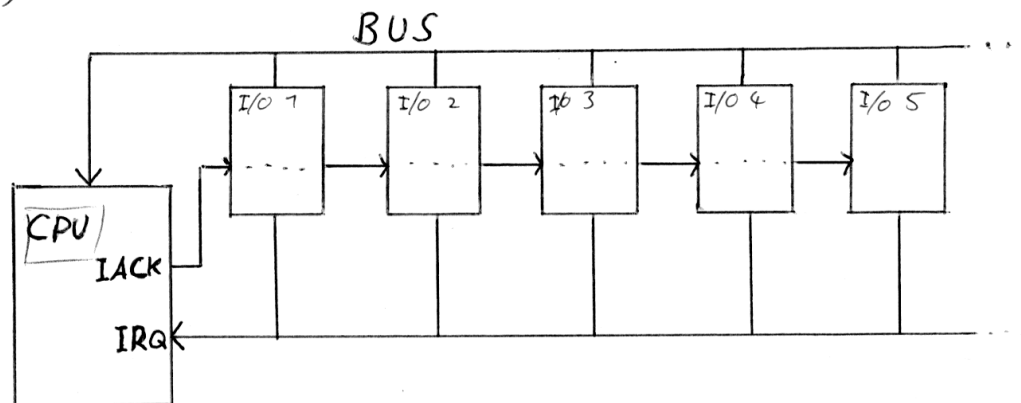 BUS
I/O 1 I/O 2 I/O 3 I/O 4 I/O 5
CPU
IACK
IRQ